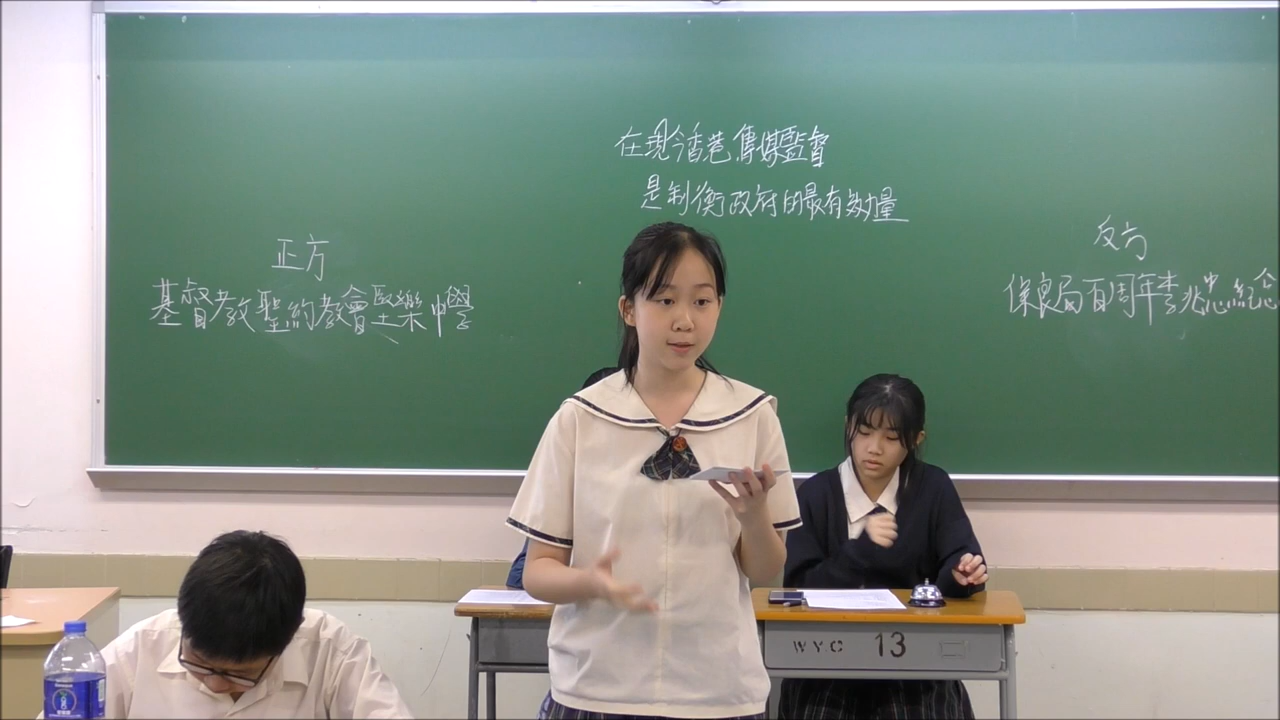 在現今香港傳媒監督
是制衡政府的最有效力量
正方
基督教聖約教會堅樂中學
反方
保良局百周年李兆忠紀念
WYC 13